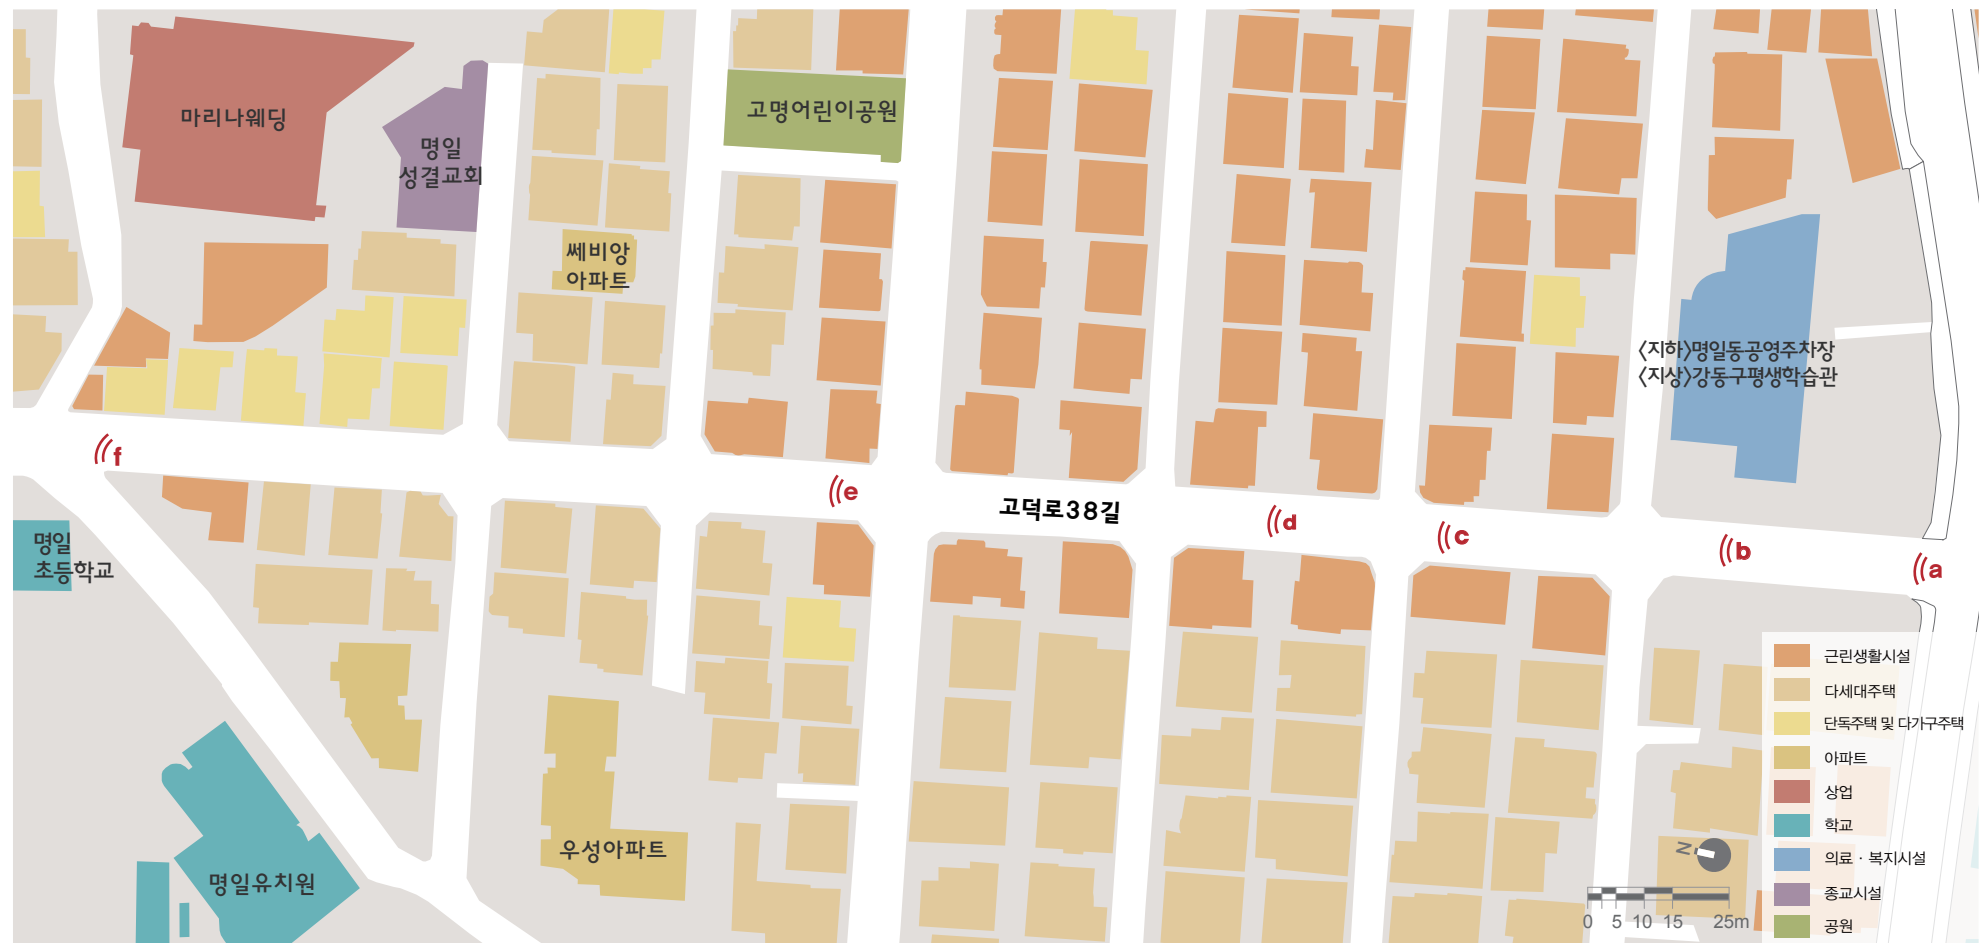 마리나웨딩
명일
성결교회
고명어린이공원
쎄비앙
아파트
〈지하〉명일동공영주차장
〈지상〉강동구평생학습관
f
e
고덕로38길
d
c
b
a
명일
초등학교
우성아파트
명일유치원
근린생활시설
다세대주택
단독주택 및 다가구주택
아파트
상업
학교
의료 · 복지시설
종교시설
공원
N
0 5 10 15 25m